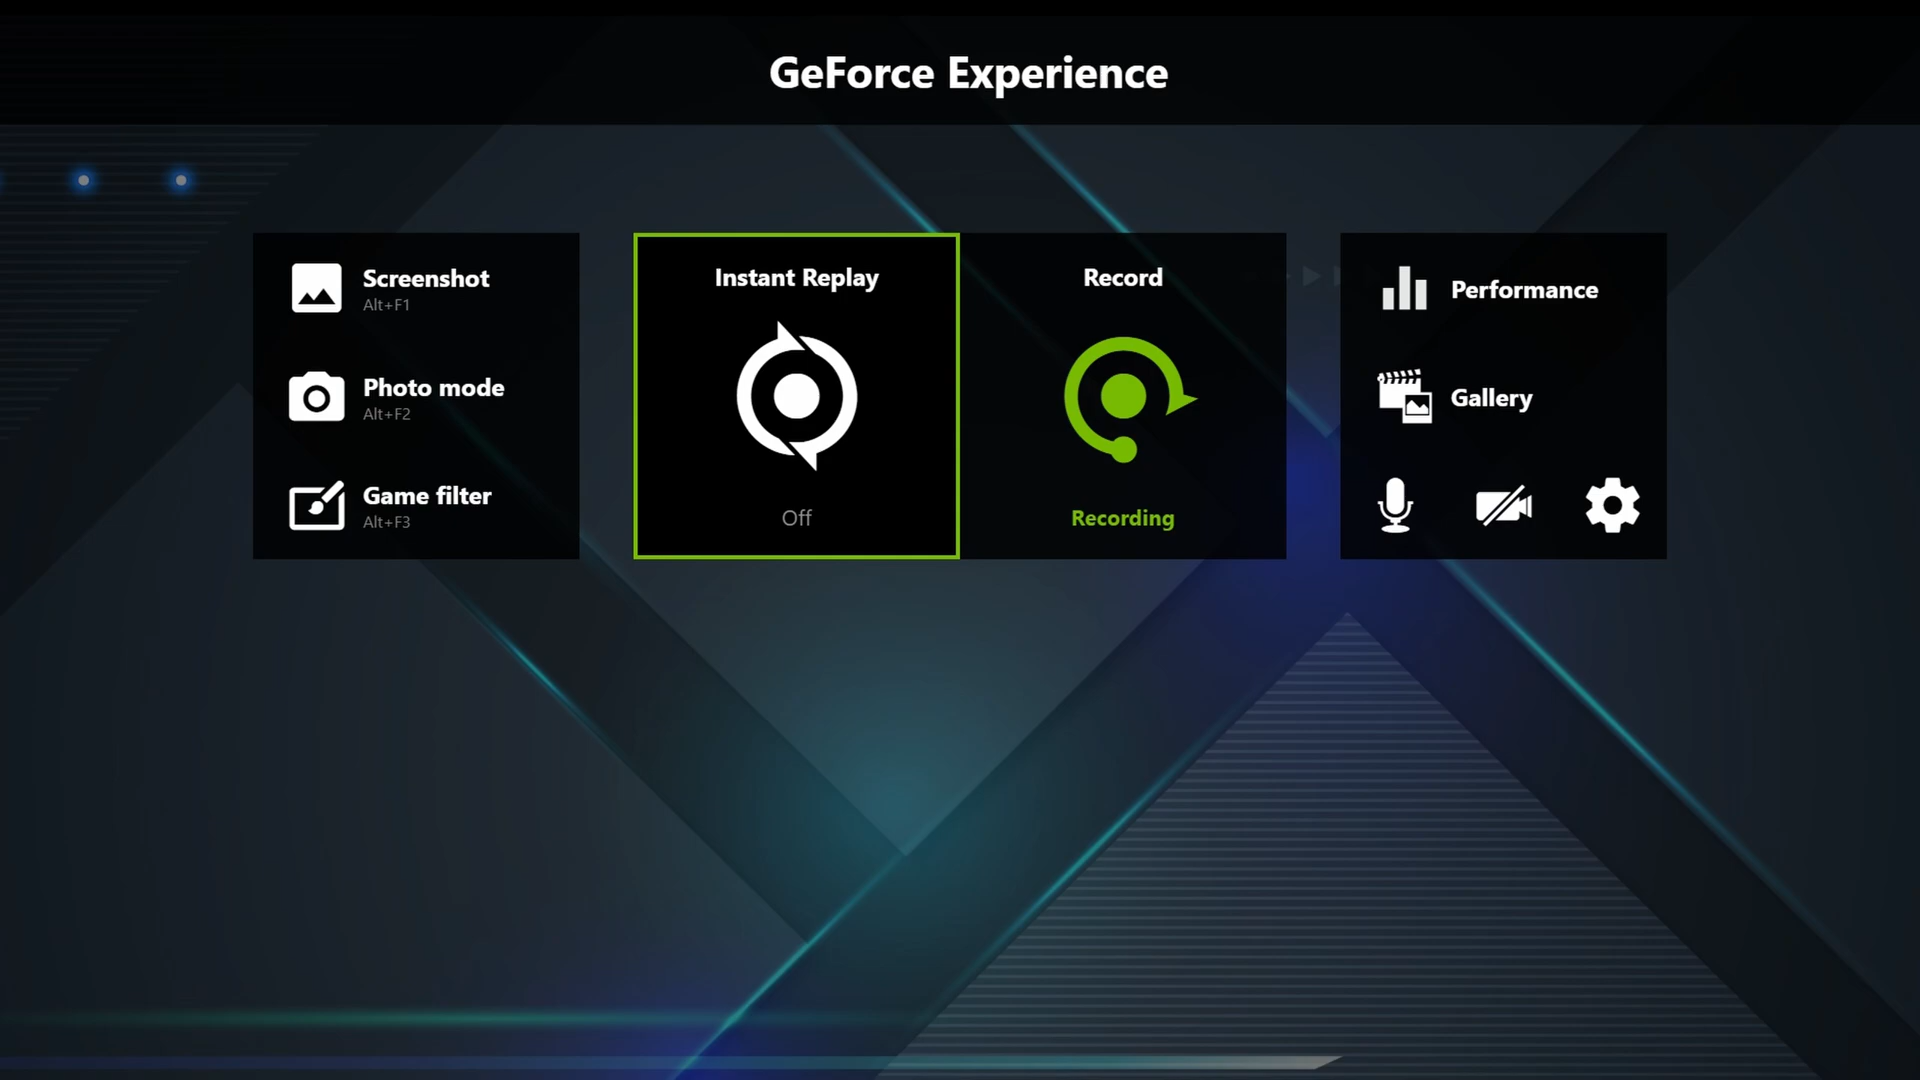 GeForce Experience
Screenshot
Alt+F1
Photo mode
Alt+F2
Game filter
Alt+F3
Instant Replay
Off
Record
Recording
Performance
Gallery